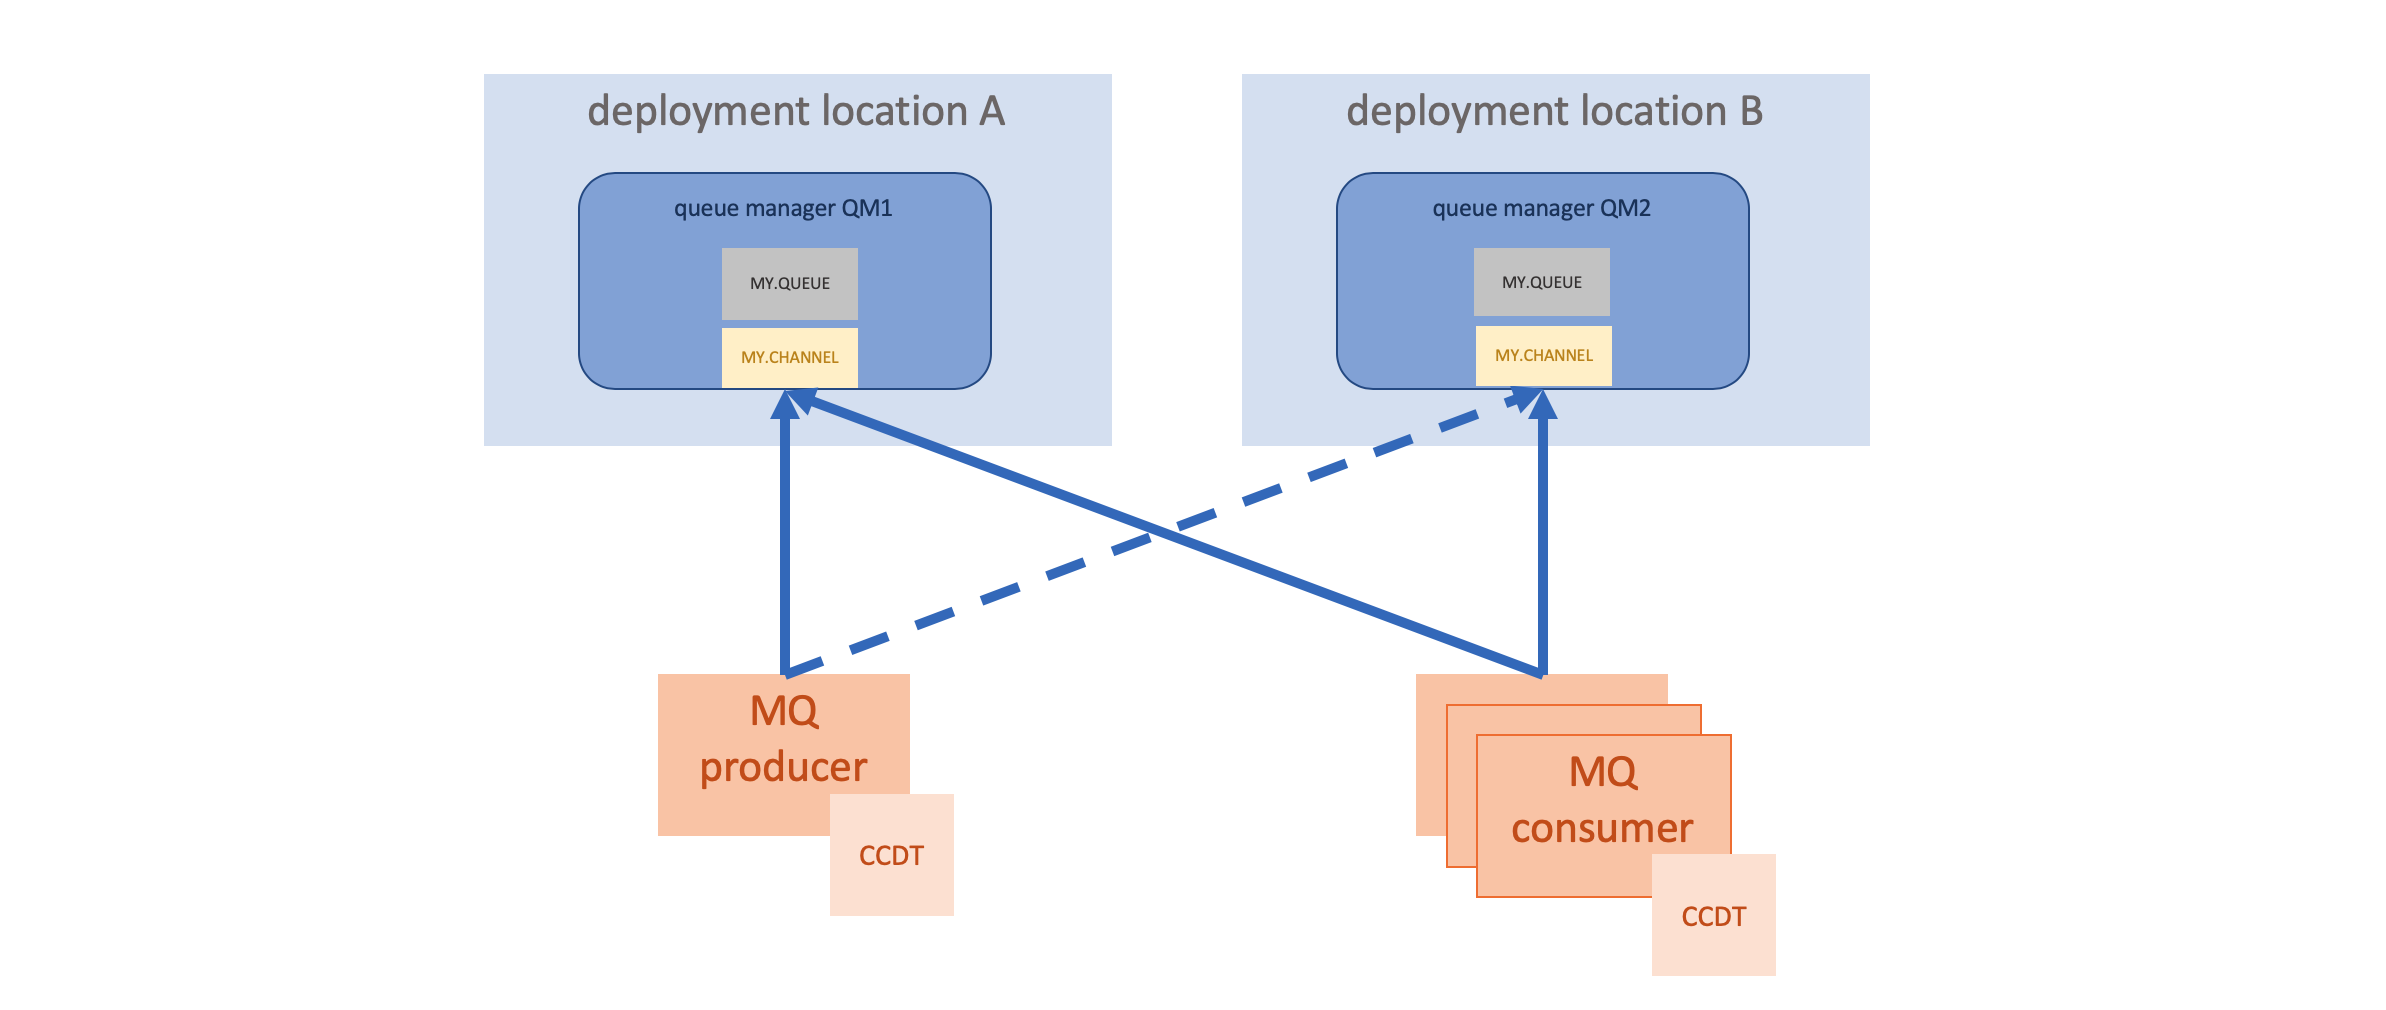 deployment location A
queue manager QM1
MY.QUEUE
MY.CHANNEL
deployment location B
queue manager QM2
MY.QUEUE
MY.CHANNEL
MQ
producer
CCDT
MQ
consumer
CCDT